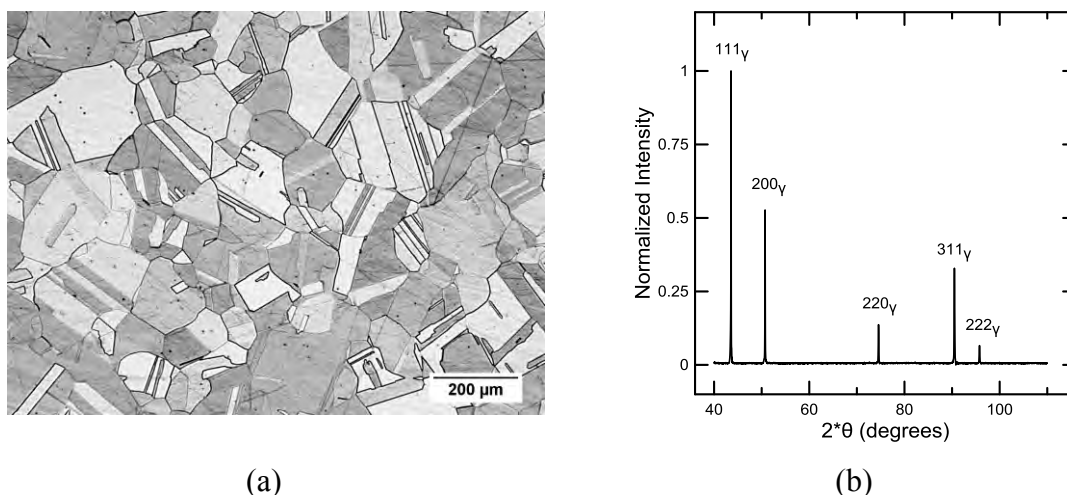 200 µm
(a)
Normalized Intensity
1
0.75
0.5
0.25
0
111γ
200γ
220γ
311γ
222γ
40
60
80
100
2*θ (degrees)
(b)